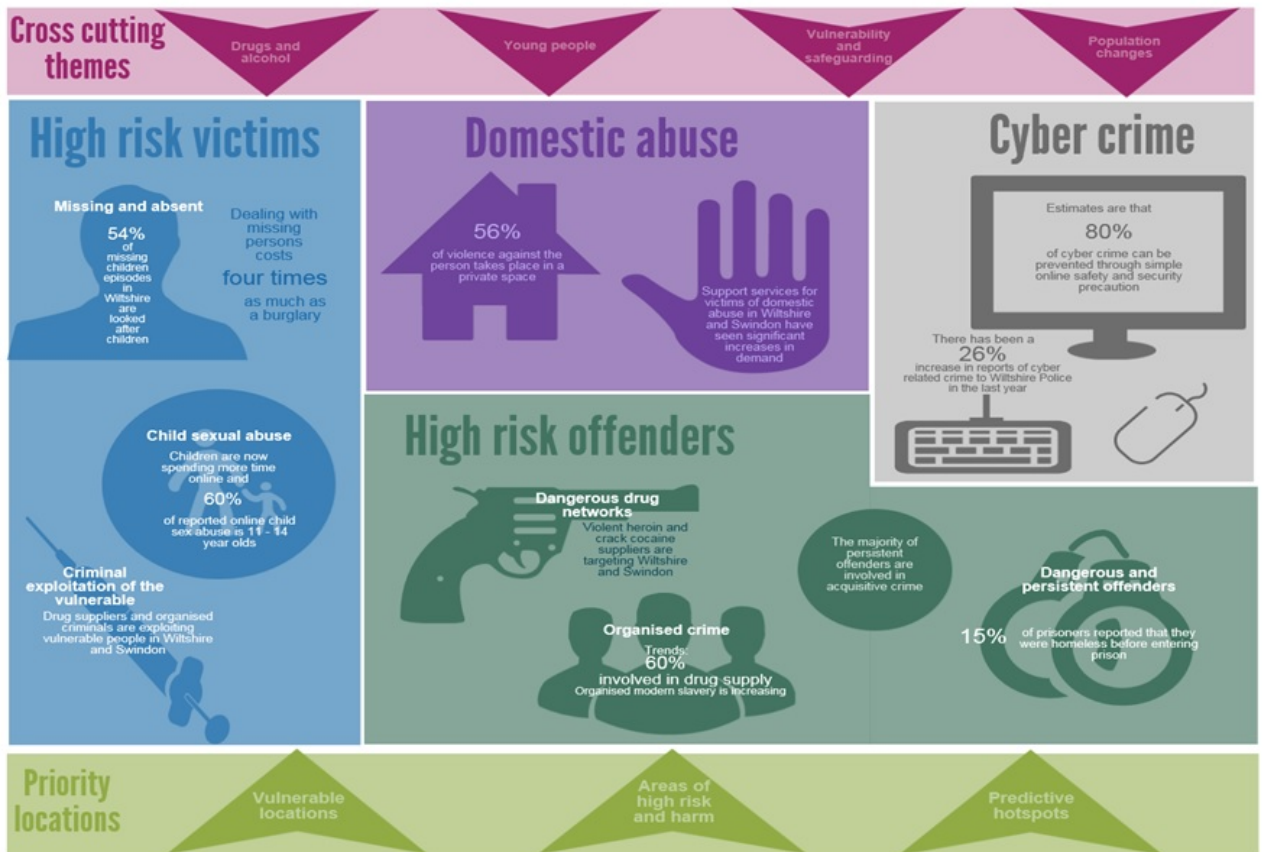 Cross cutting
themes
Drugs and
alcohol
Young people
Vulnerability
and
safeguarding
Population
changes
High risk victims
Missing and absent
54%
of
missing
children
episodes
in
Wiltshire
are
looked
after
children
Dealing with
missing
persons
costs
four times
as much as
a burglary
Child sexual abuse
Children are now
spending more time
online and
60%
of reported online child
sex abuse is 11 - 14
year olds
Criminal
exploitation of the
vulnerable
Drug suppliers and organised
criminals are exploiting
vulnerable people in Wiltshire
and Swindon
Domestic abuse
56%
of violence against the
person takes place in a
private space
Support services for
victims of domestic
abuse in Wiltshire
and Swindon have
seen significant
increases in
demand
Cyber crime
Estimates are that
80%
of cyber crime can be
prevented through simple
online safety and security
precaution
There has been a
26%
increase in reports of cyber
related crime to Wiltshire Police
in the last year
High risk offenders
Dangerous drug
networks
Violent heroin and
crack cocaine
suppliers are
targeting Wiltshire
and Swindon
Organised crime
Trends:
60%
involved in drug supply
Organised modern slavery is increasing
The majority of
persistent
offenders are
involved in
acquisitive crime
Dangerous and
persistent offenders
15%
of prisoners reported that they
were homeless before entering
prison
Priority
locations
Vulnerable
locations
Areas of
high risk
and harm
Predictive
hotspots